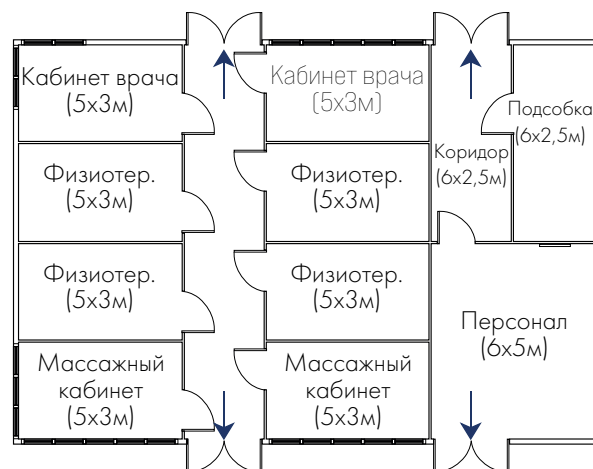 Кабинет врача
(5х3м)
Кабинет врача
(5х3м)
Подсобка
(6х2,5м)
Коридор
(6х2,5м)
Физиотер.
(5х3м)
Физиотер.
(5х3м)
Физиотер.
(5х3м)
Физиотер.
(5х3м)
Персонал
(6х5м)
Массажный
кабинет
(5х3м)
Массажный
кабинет
(5х3м)